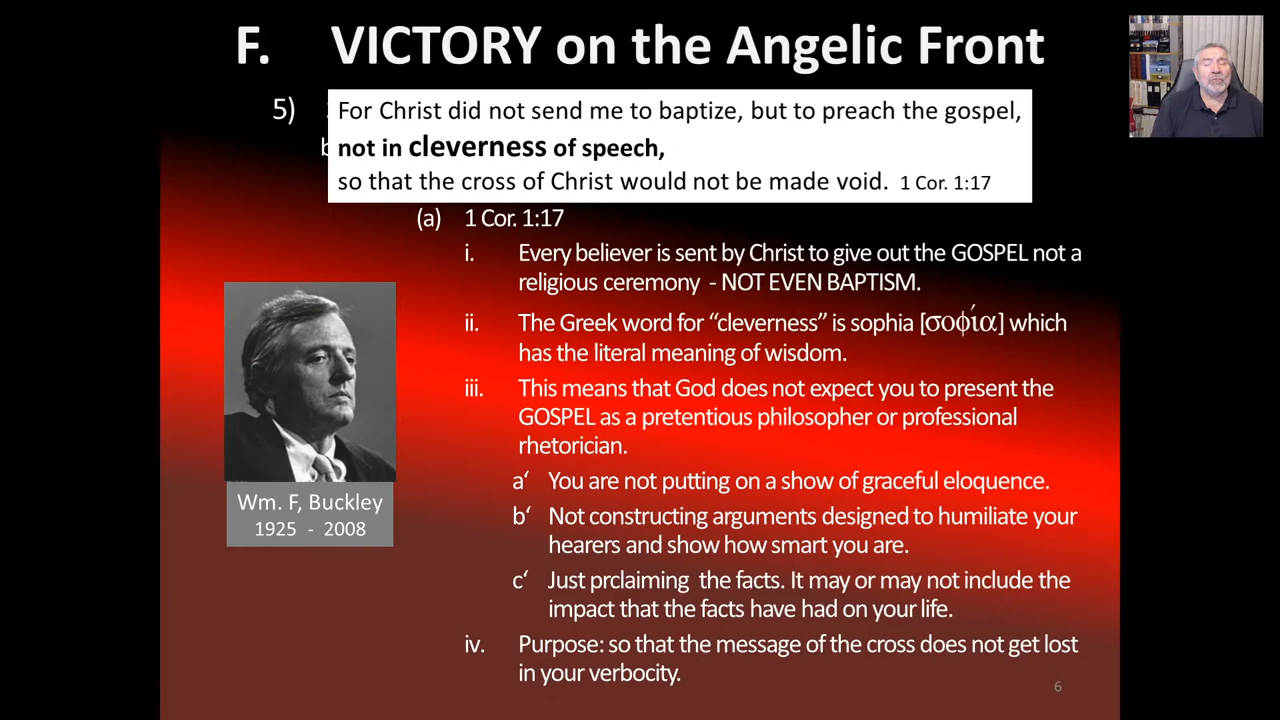 F. VICTORY on the Angelic Front
5)
For Christ did not send me to baptize, but to preach the gospel,
not in cleverness of speech,
so that the cross of Christ would not be made void. 1 Cor. 1:17
(a) 1 Cor. 1:17
i. Every believer is sent by Christ to give out the GOSPEL not a
religious ceremony - NOT EVEN BAPTISM.
ii. The Greek word for “cleverness” is sophia [σοφία] which
has the literal meaning of wisdom.
iii. This means that God does not expect you to present the
GOSPEL as a pretentious philosopher or professional
rhetorician.
a‘ You are not putting on a show of graceful eloquence.
b‘ Not constructing arguments designed to humiliate your
hearers and show how smart you are.
c‘ Just prclaiming the facts. It may or may not include the
impact that the facts have had on your life.
iv. Purpose: so that the message of the cross does not get lost
in your verbocity.
Wm. F, Buckley
1925 - 2008
6